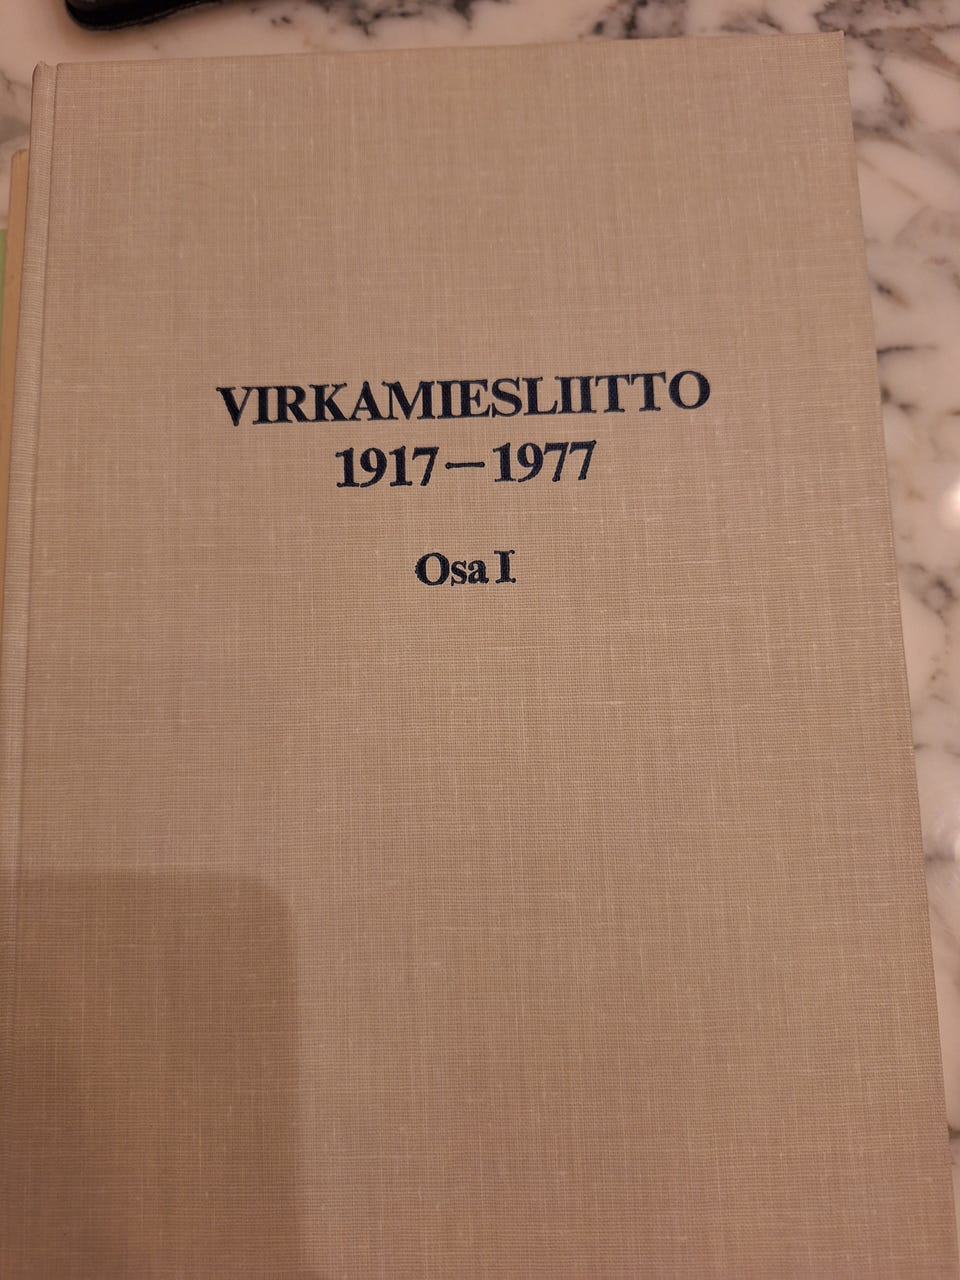 VIRKAMIESLIITTO
1917—1977
Osa I